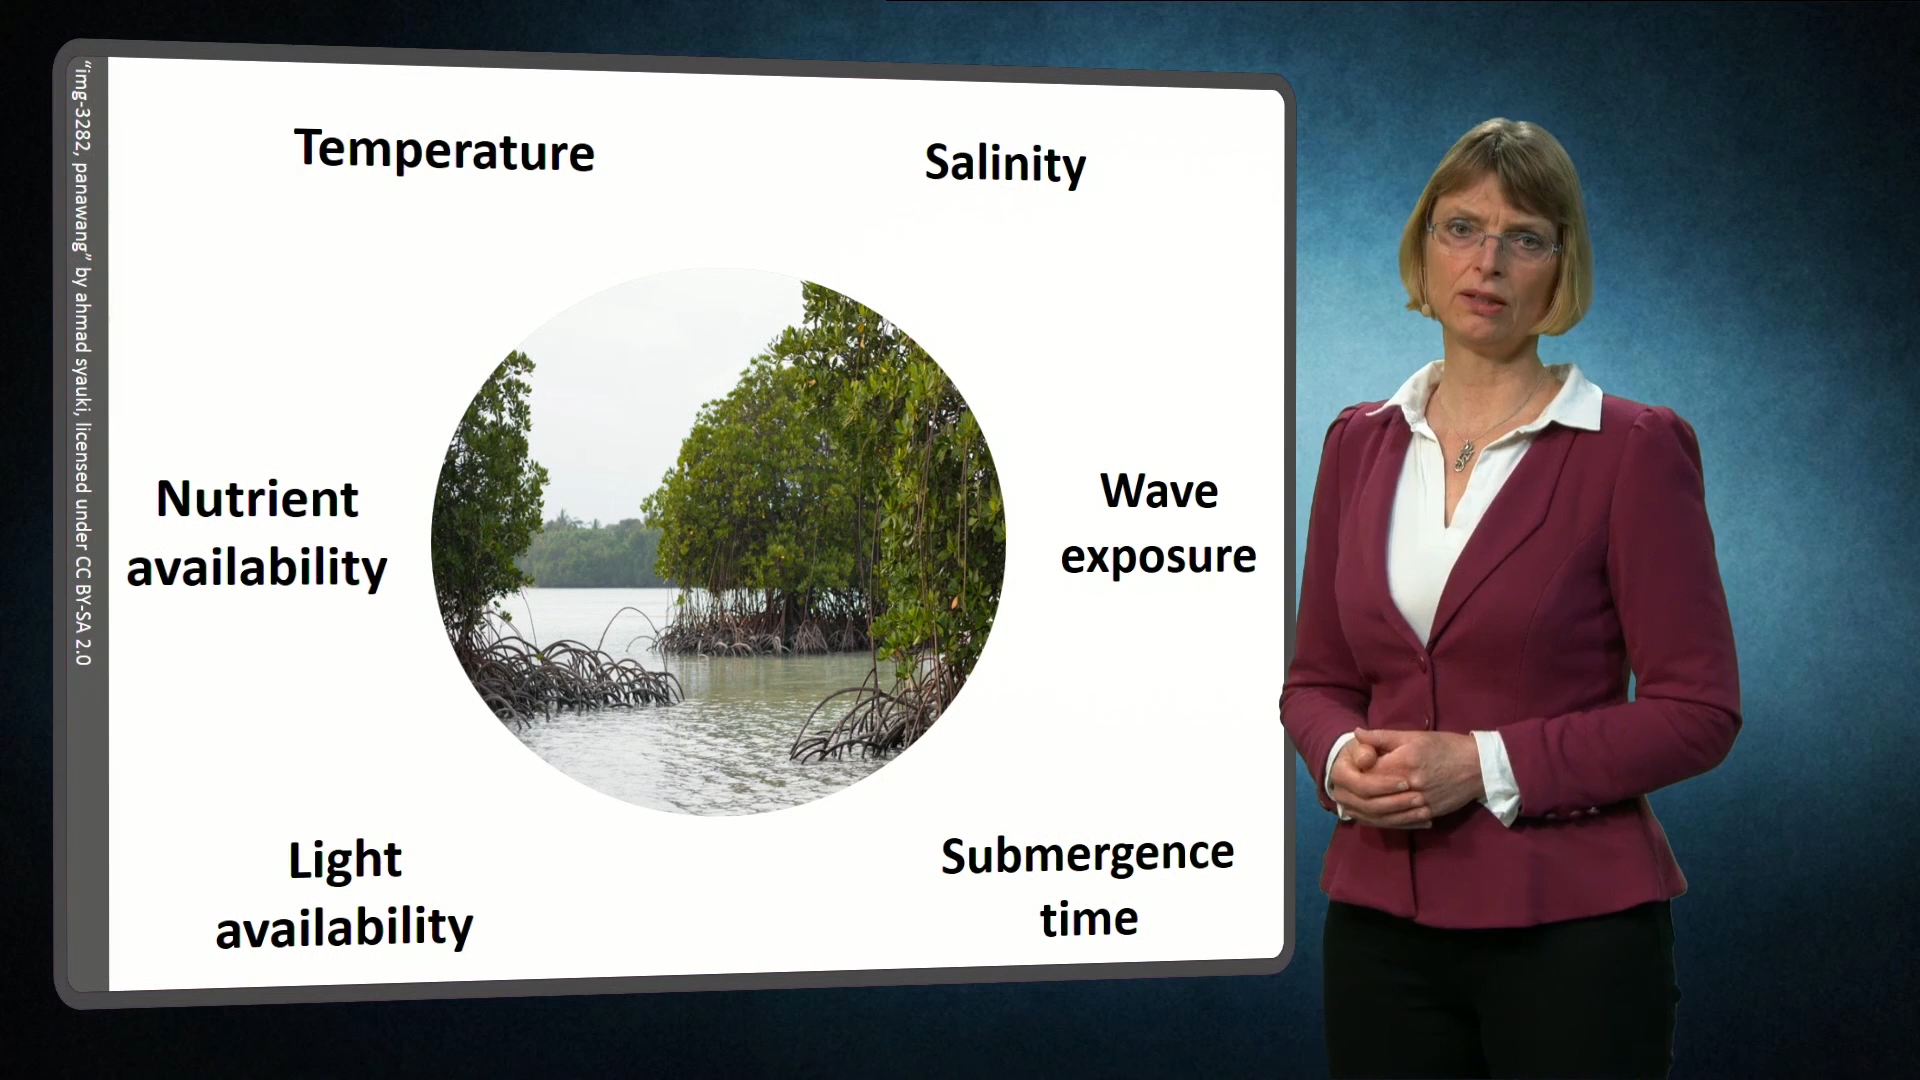 "img-3282, panawang" by ahmad syauki, licensed under CC BY-SA 2.0
Temperature
Salinity
Nutrient
availability
Wave
exposure
Light
availability
Submergence
time